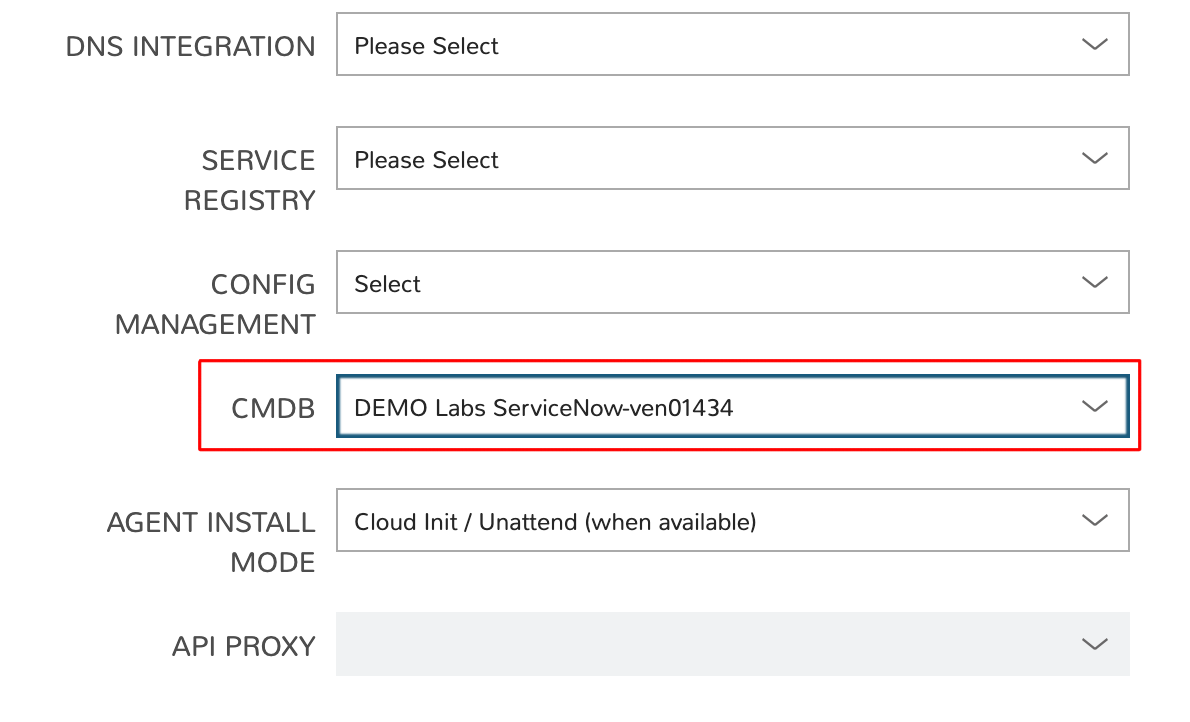 DNS INTEGRATION Please Select
SERVICE REGISTRY Please Select
CONFIG MANAGEMENT Select
CMDB DEMO Labs ServiceNow-ven01434
AGENT INSTALL MODE Cloud Init / Unattend (when available)
API PROXY